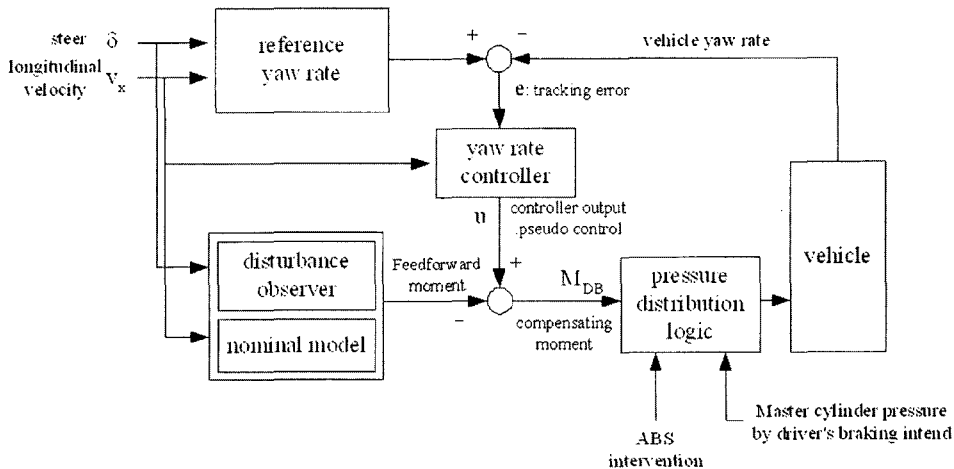 steer δ
longitudinal
velocity v_x
reference
yaw rate
+
−
vehicle yaw rate
e: tracking error
yaw rate
controller
u
controller output
pseudo control
disturbance
observer
nominal model
Feedforward
moment
+
−
M_DB
compensating
moment
pressure
distribution
logic
vehicle
ABS
intervention
Master cylinder pressure
by driver's braking intend